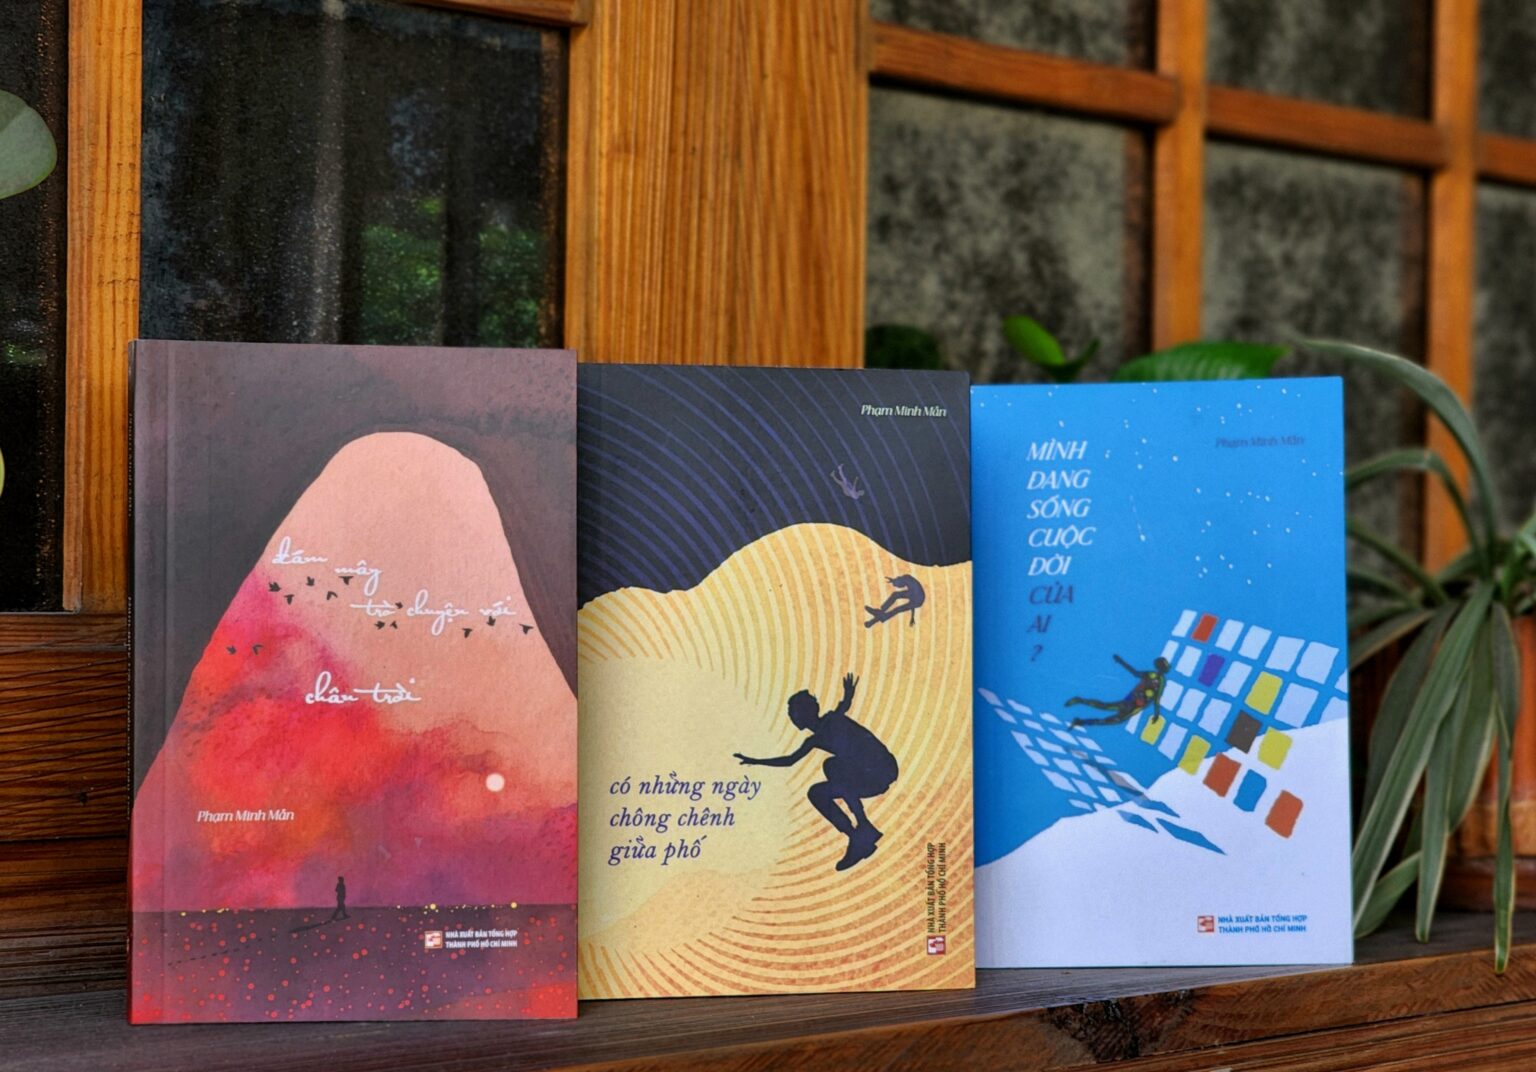 đám mây
trò chuyện với
chân trời
Phạm Minh Mẫn
NHÀ XUẤT BẢN TỔNG HỢP
THÀNH PHỐ HỒ CHÍ MINH
Phạm Minh Mẫn
có những ngày
chông chênh
giữa phố
NHÀ XUẤT BẢN TỔNG HỢP
THÀNH PHỐ HỒ CHÍ MINH
Phạm Minh Mẫn
MÌNH
ĐANG
SỐNG
CUỘC
ĐỜI
CỦA
AI
?
NHÀ XUẤT BẢN TỔNG HỢP
THÀNH PHỐ HỒ CHÍ MINH